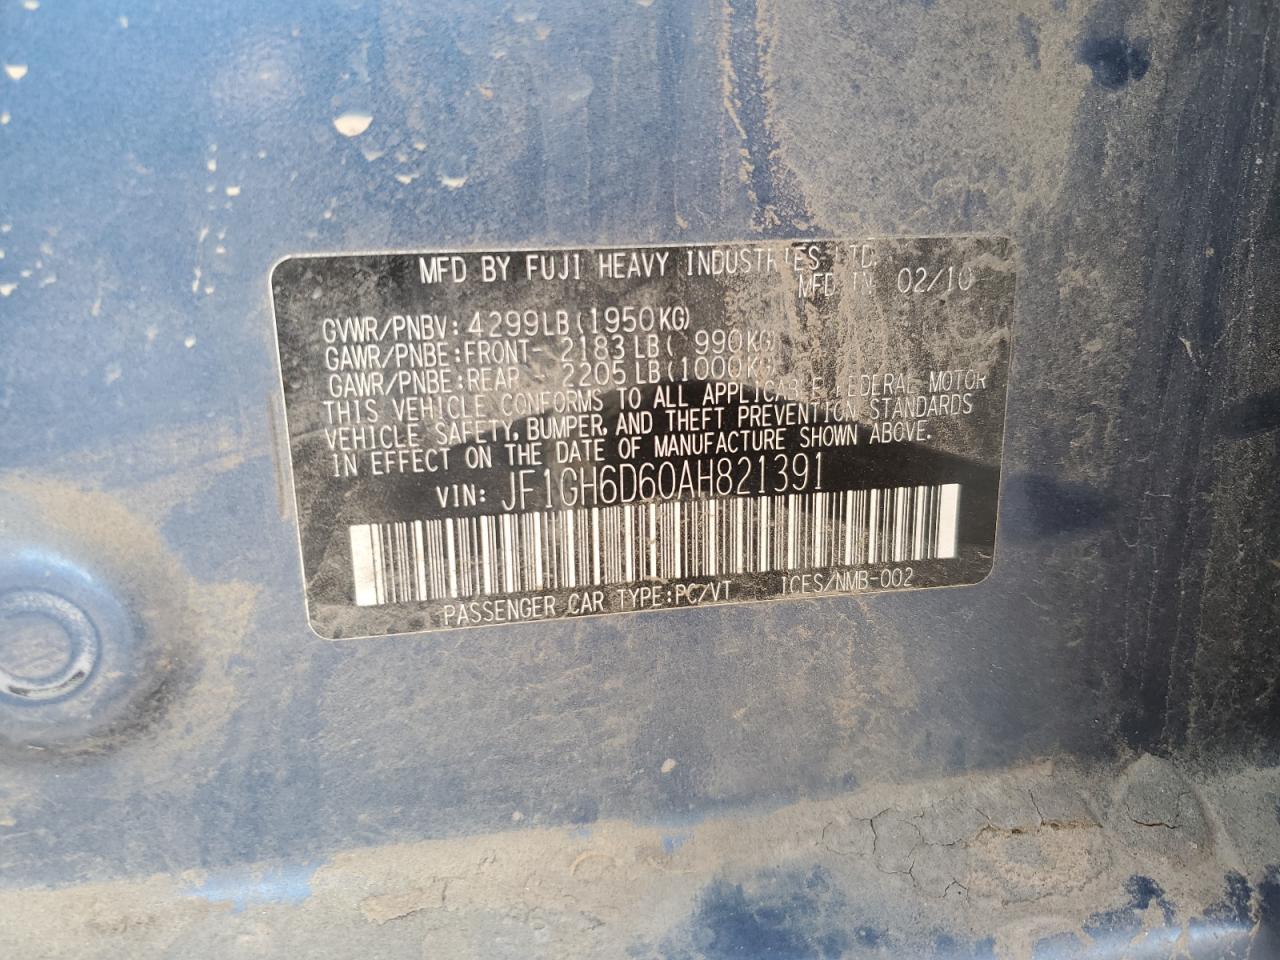 MFD BY FUJI HEAVY INDUSTRIES LTD.
MFD IN 02/10
GVWR/PNBV: 4299LB(1950KG)
GAWR/PNBE:FRONT- 2183LB( 990KG)
GAWR/PNBE:REAR - 2205LB(1000KG)
THIS VEHICLE CONFORMS TO ALL APPLICABLE FEDERAL MOTOR
VEHICLE SAFETY, BUMPER, AND THEFT PREVENTION STANDARDS
IN EFFECT ON THE DATE OF MANUFACTURE SHOWN ABOVE.
VIN: JF1GH6D60AH821391
PASSENGER CAR TYPE:PC/VT ICES/NMB-002